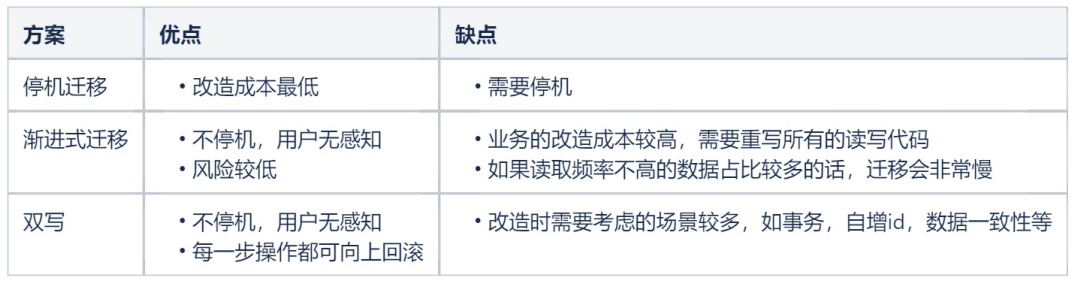 方案 优点 缺点
停机迁移 • 改造成本最低 • 需要停机
渐进式迁移 • 不停机，用户无感知 • 业务的改造成本较高，需要重写所有的读写代码
• 风险较低 • 如果读取频率不高的数据占比较多的话，迁移会非常慢
双写 • 不停机，用户无感知 • 改造时需要考虑的场景较多，如事务，自增id，数据一致性等
• 每一步操作都可向上回滚